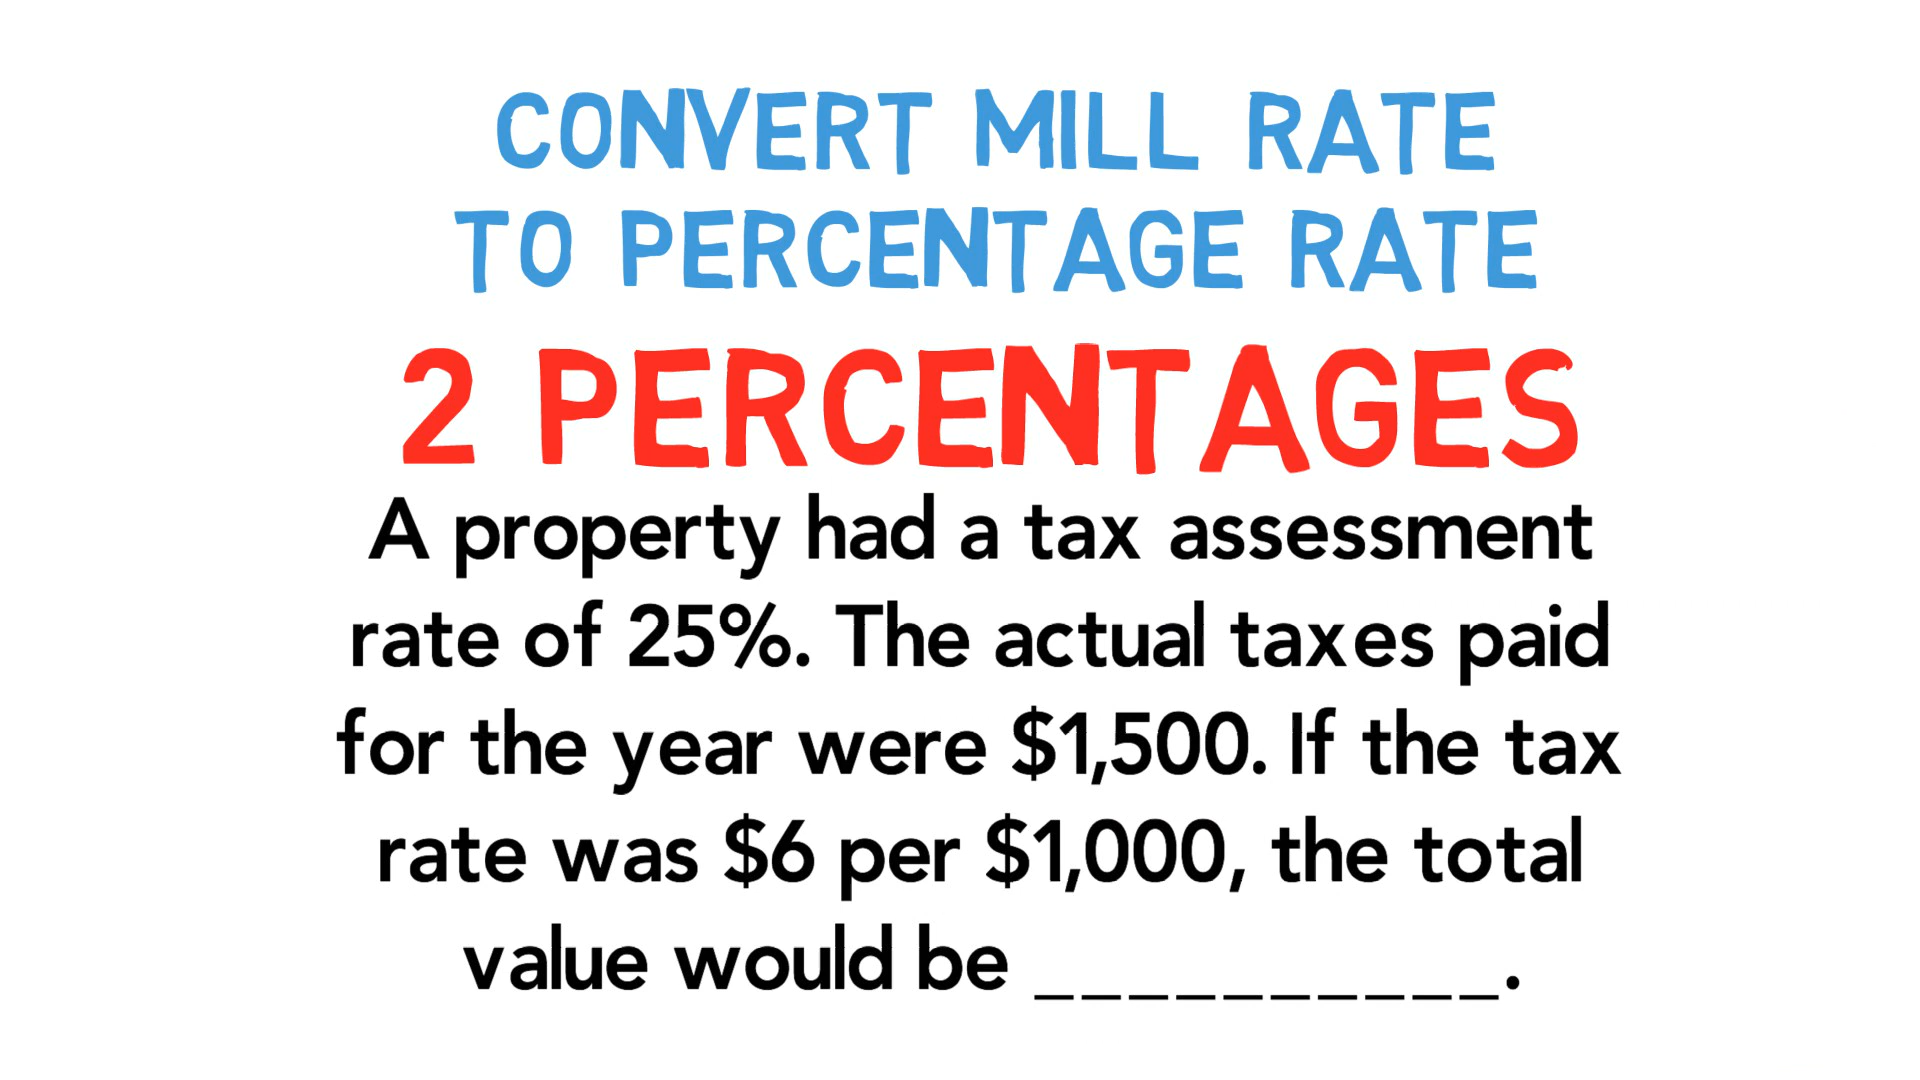 CONVERT MILL RATE
TO PERCENTAGE RATE
2 PERCENTAGES
A property had a tax assessment
rate of 25%. The actual taxes paid
for the year were $1,500. If the tax
rate was $6 per $1,000, the total
value would be __________.